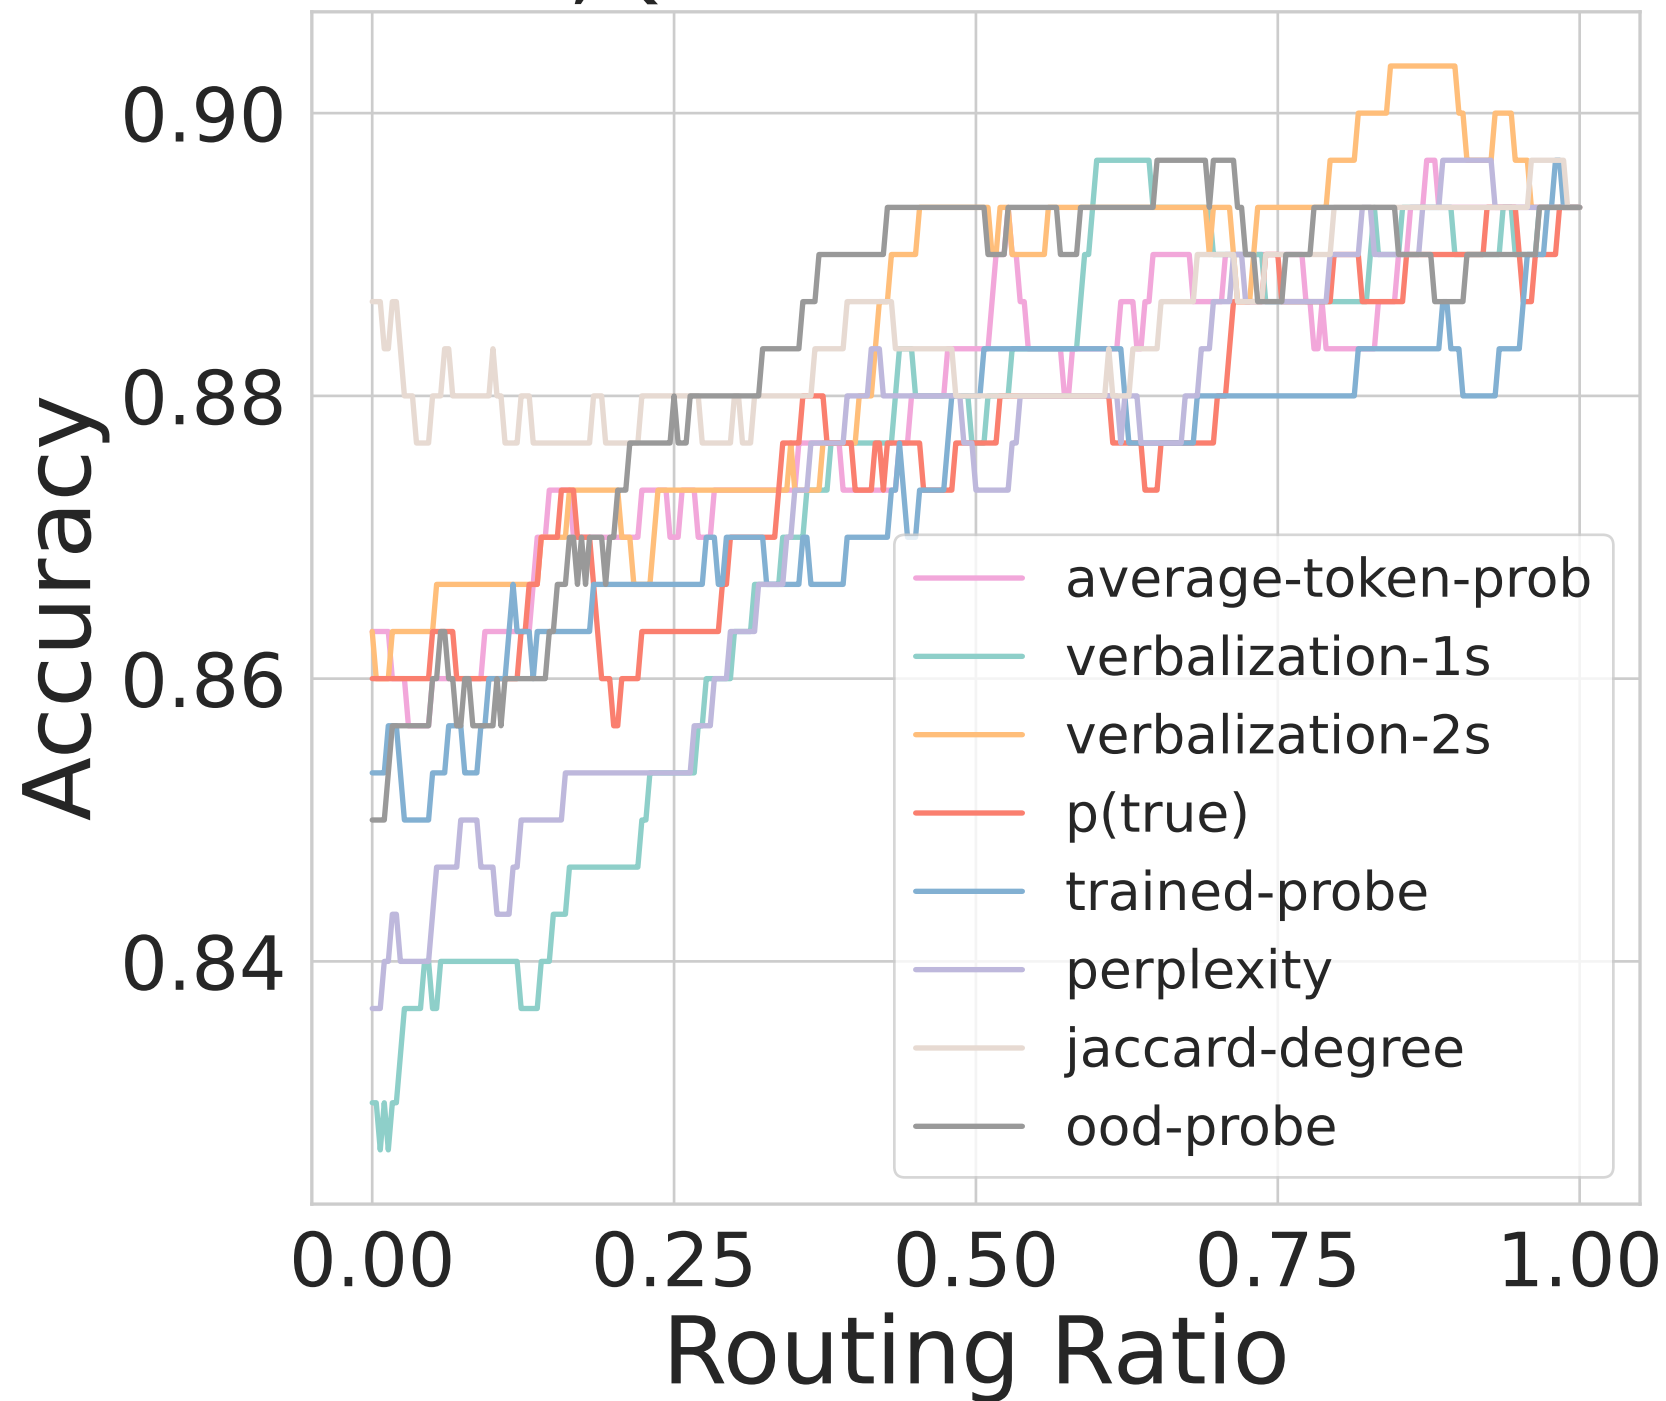 0.90
0.88
0.86
0.84
Accuracy
average-token-prob
verbalization-1s
verbalization-2s
p(true)
trained-probe
perplexity
jaccard-degree
ood-probe
0.00 0.25 0.50 0.75 1.00
Routing Ratio